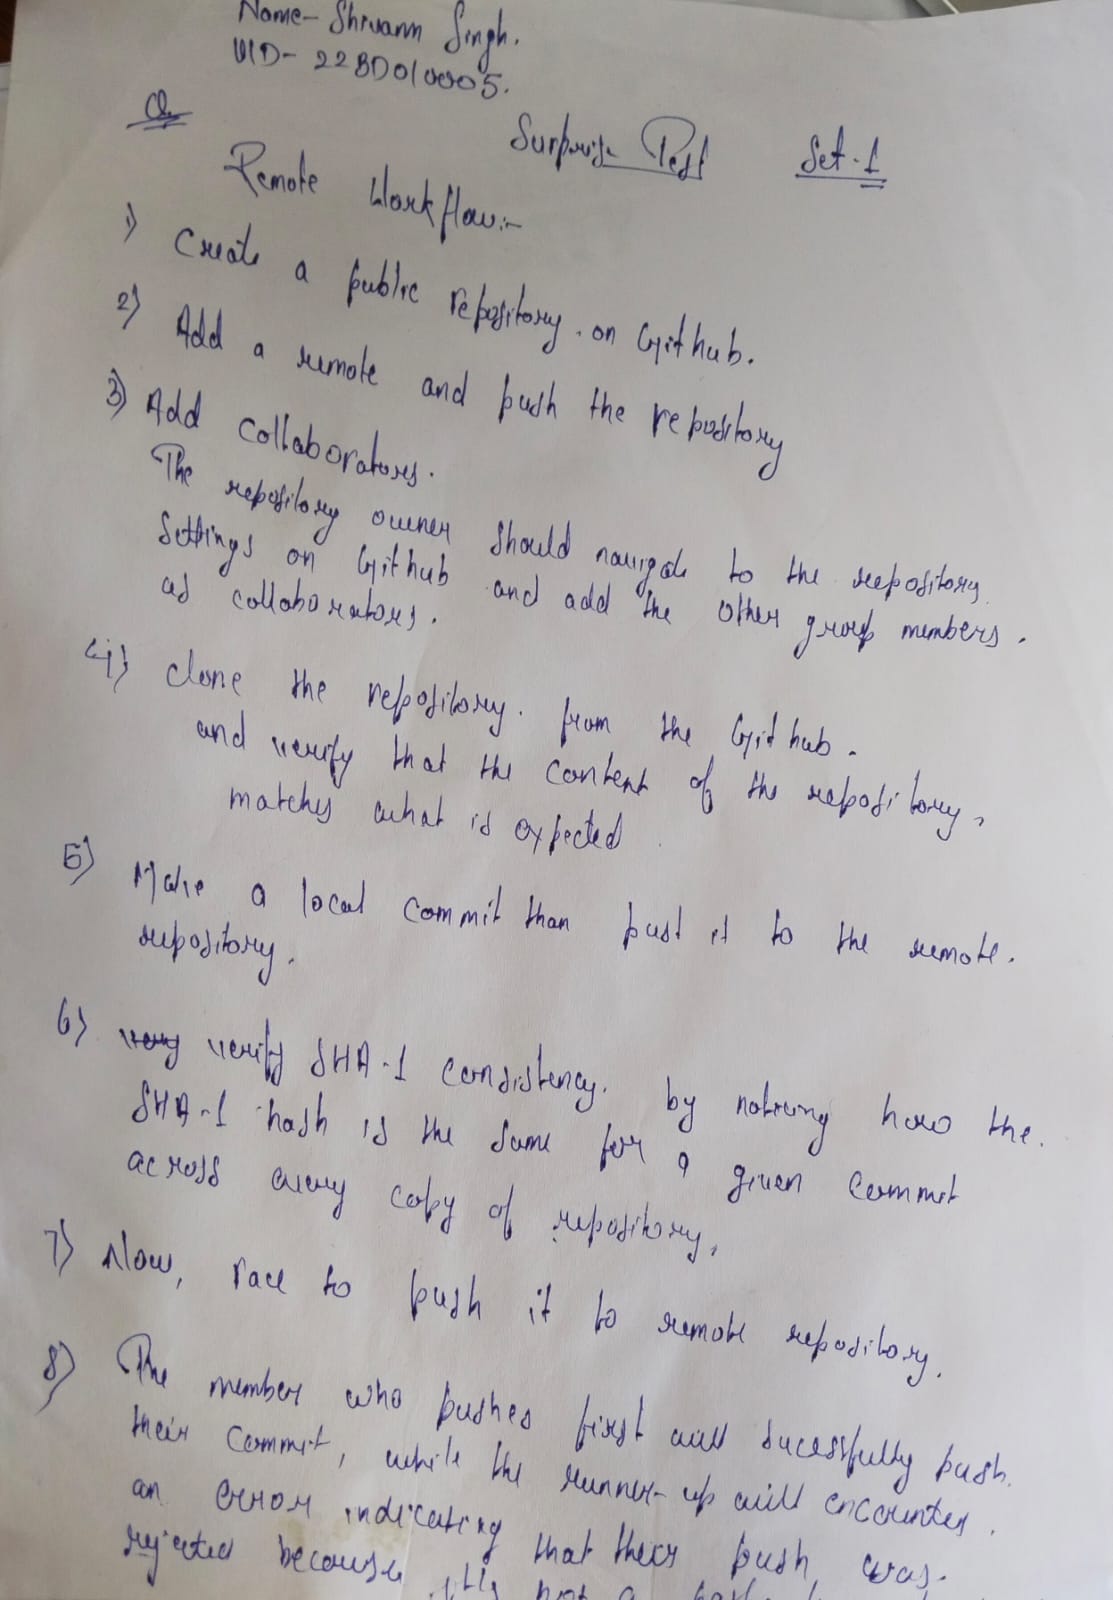 Name- Shivam Singh.
UID- 22BD010005.
Q.
Surprise Test Set-1
Remote Workflow:-
1) Create a public repository on Github.
2) Add a remote and push the repository
3) Add collaborators.
The repository owner should navigate to the repository
Settings on Github and add the other group members.
as collaborators.
4) Clone the repository. from the Github.
and verify that the content of the repository,
matches what is expected.
5) Make a local commit than push it to the remote.
repository.
6) verify SHA-1 consistency. by noticing how the.
SHA-1 hash is the same for a given commit
across every copy of repository,
7) Now, race to push it to remote repository.
8) The member who pushes first will sucessfully push.
their commit, while the runner-up will encounter.
an error indicating that their push was.
rejected because not a